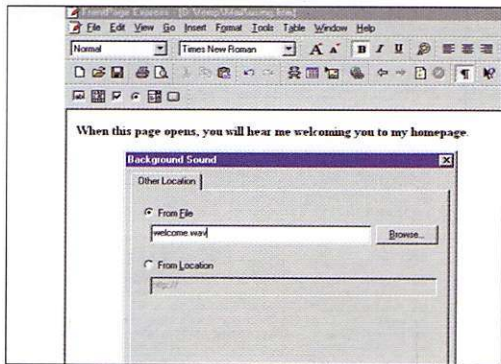 FrontPage Express
File Edit View Go Insert Format Tools Table Window Help
Normal Times New Roman A A B I U
When this page opens, you will hear me welcoming you to my homepage.
Background Sound
Other Location
From File
welcome.wav Browse...
From Location
http://